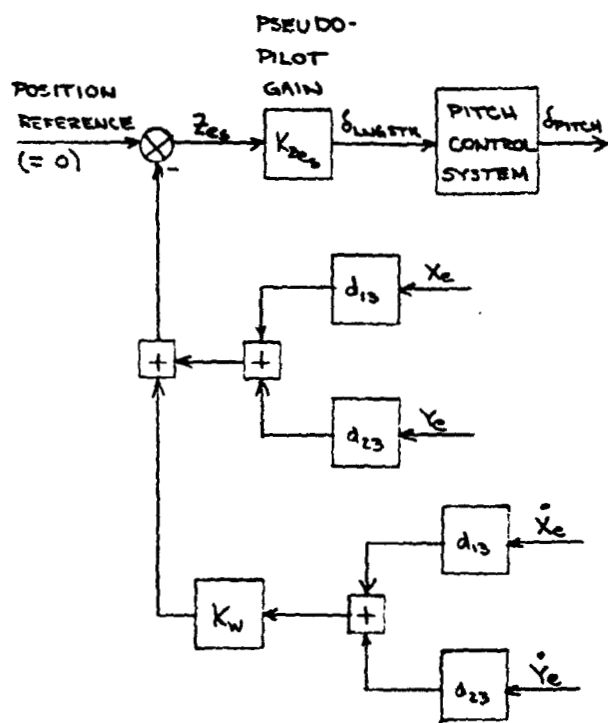 PSEUDO-
PILOT
GAIN
POSITION
REFERENCE
(= 0)
-
Zes
KZes
δLNGSTK
PITCH
CONTROL
SYSTEM
δPITCH
d13
Xe
+
+
d23
Ye
d13
Ẋe
Kw
+
d23
Ẏe